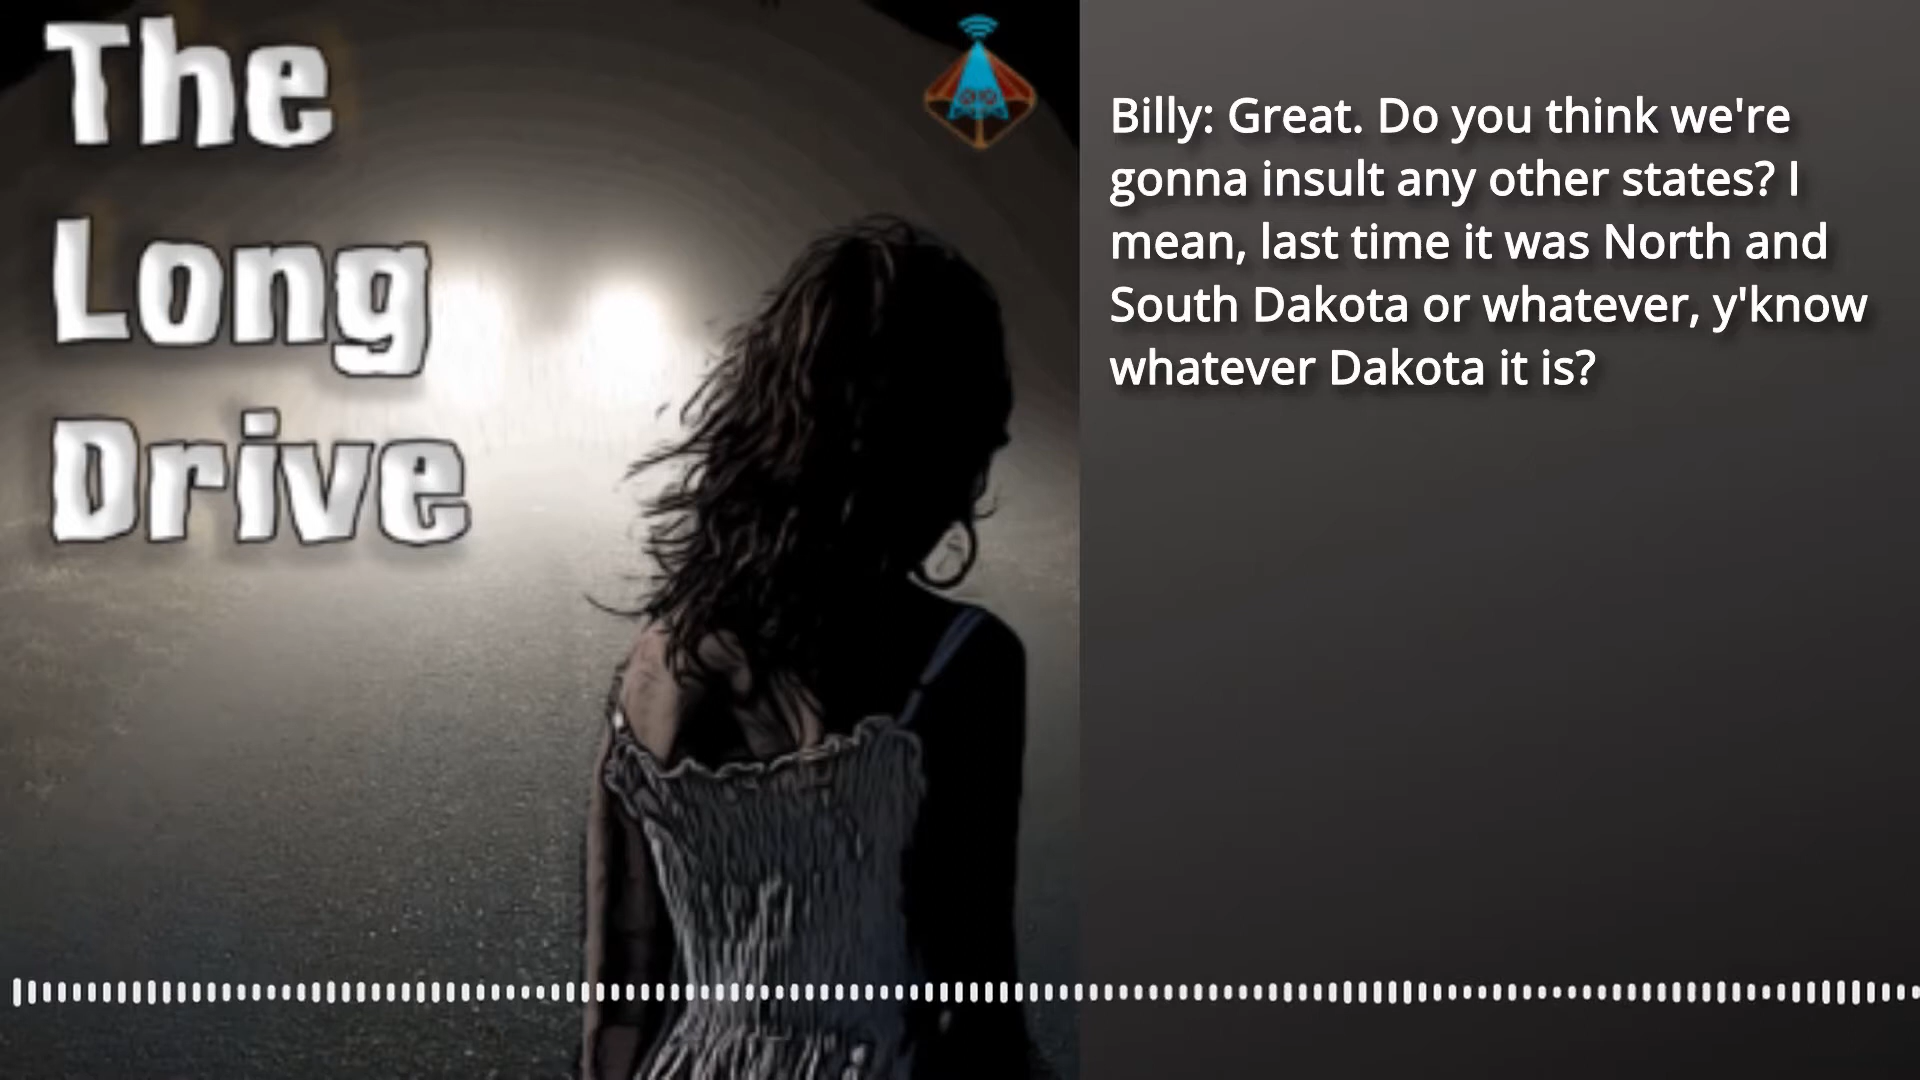 The
Long
Drive
Billy: Great. Do you think we're
gonna insult any other states? I
mean, last time it was North and
South Dakota or whatever, y'know
whatever Dakota it is?